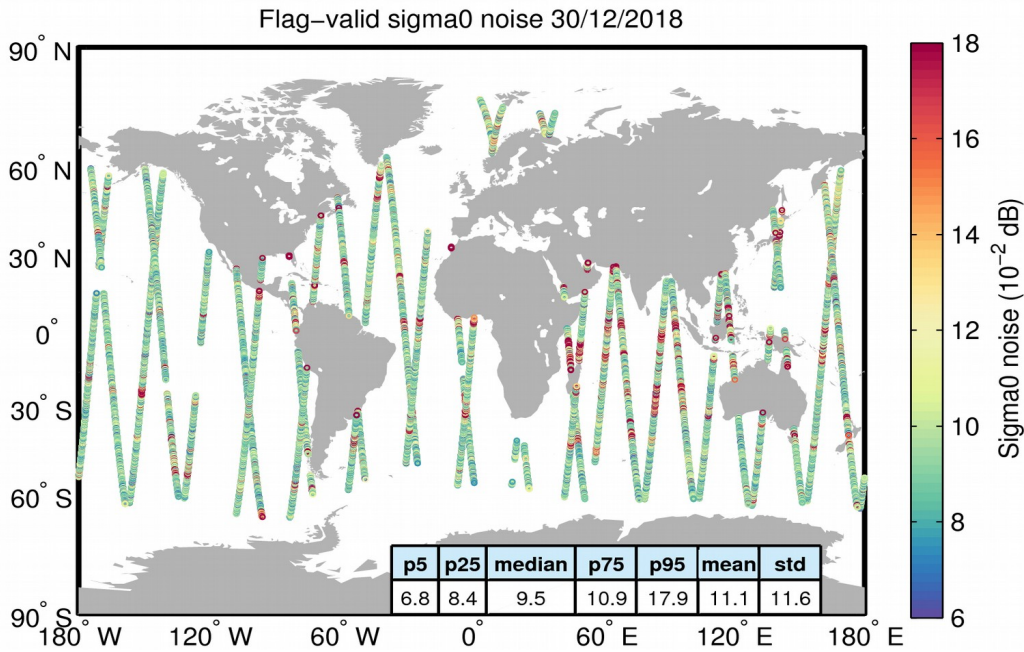 Flag−valid sigma0 noise 30/12/2018
90° N
60° N
30° N
0°
30° S
60° S
90° S
180° W 120° W 60° W 0° 60° E 120° E 180° E
p5 p25 median p75 p95 mean std
6.8 8.4 9.5 10.9 17.9 11.1 11.6
18
16
14
12
10
8
6
Sigma0 noise (10⁻² dB)